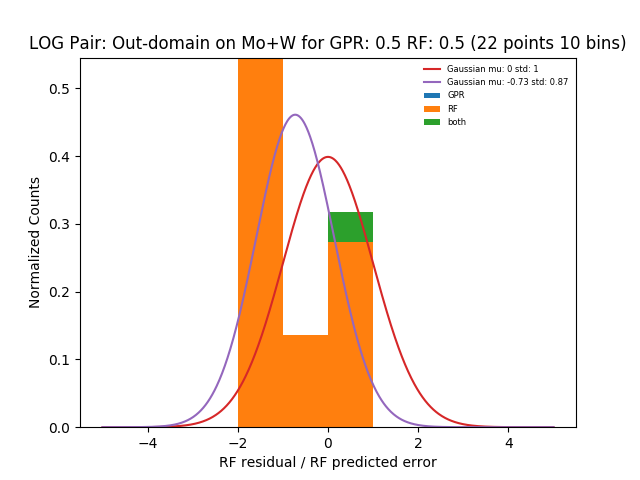 LOG Pair: Out-domain on Mo+W for GPR: 0.5 RF: 0.5 (22 points 10 bins)
Gaussian mu: 0 std: 1
Gaussian mu: -0.73 std: 0.87
GPR
RF
both
Normalized Counts
0.5
0.4
0.3
0.2
0.1
0.0
−4 −2 0 2 4
RF residual / RF predicted error